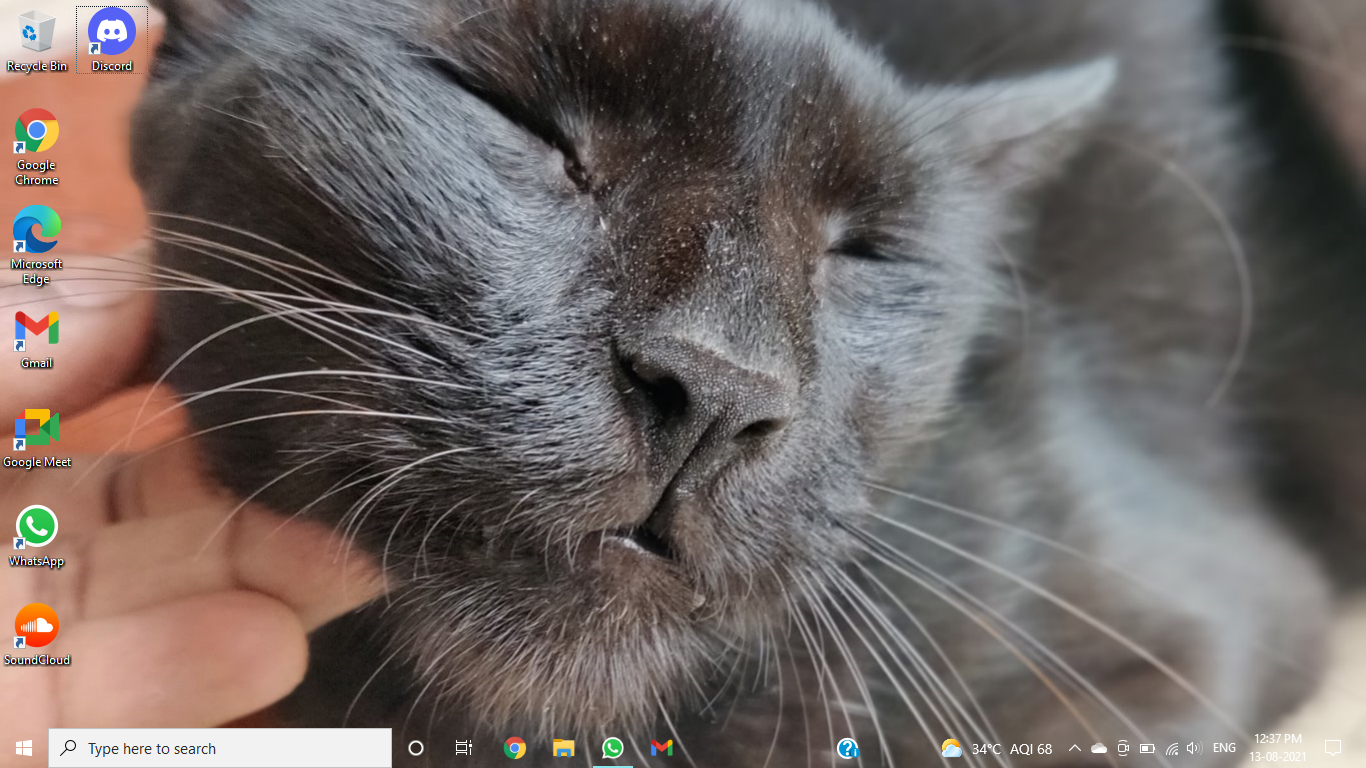 Recycle Bin
Discord
Google
Chrome
Microsoft
Edge
Gmail
Google Meet
WhatsApp
SoundCloud
Type here to search
34°C AQI 68
ENG
12:37 PM
13-08-2021